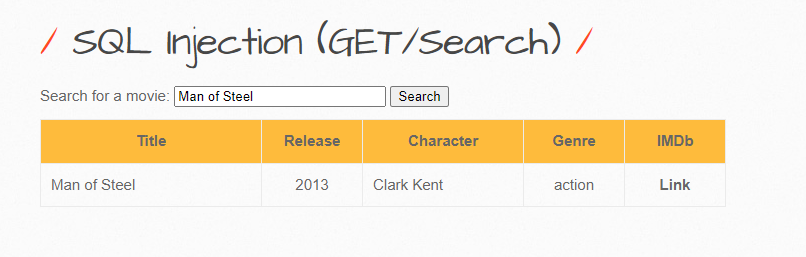 / SQL Injection (GET/Search) /
Search for a movie: Man of Steel Search
Title Release Character Genre IMDb
Man of Steel 2013 Clark Kent action Link